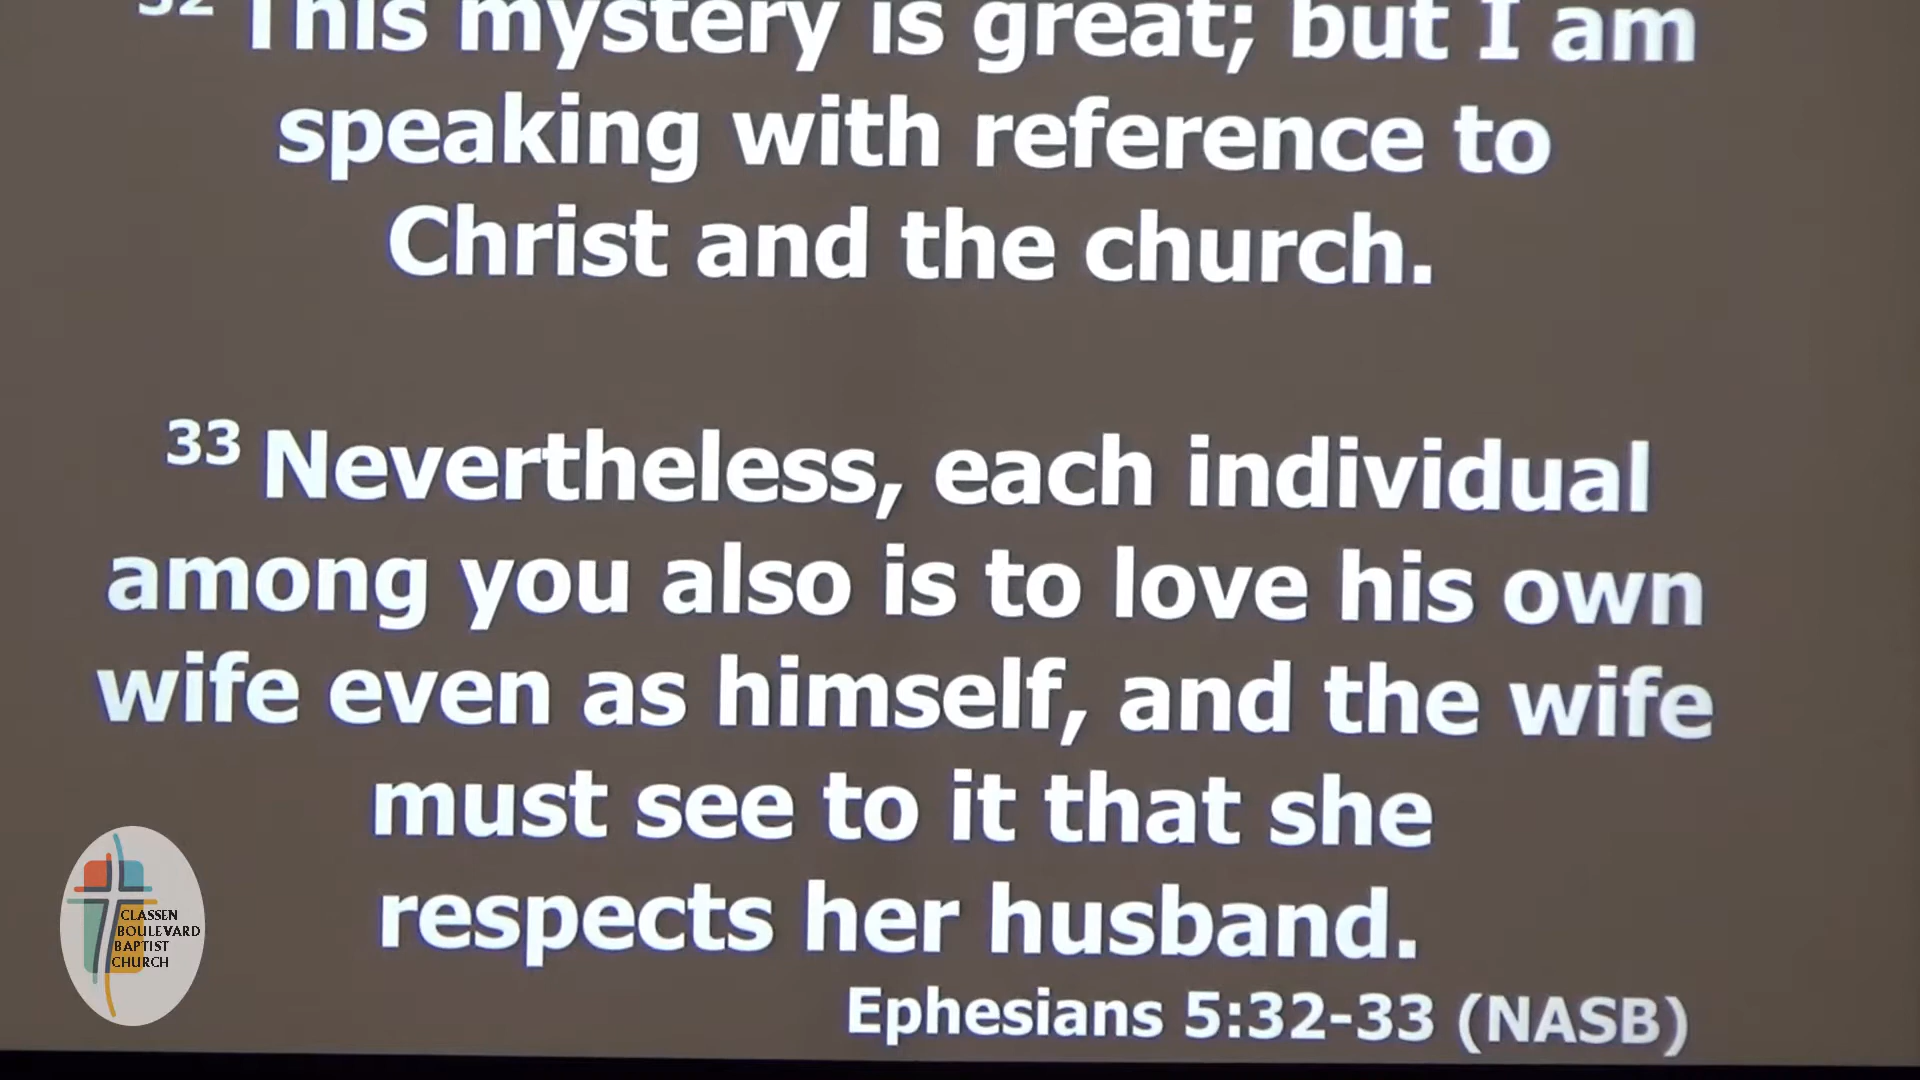 32 This mystery is great; but I am
speaking with reference to
Christ and the church.
33 Nevertheless, each individual
among you also is to love his own
wife even as himself, and the wife
must see to it that she
respects her husband.
Ephesians 5:32-33 (NASB)
CLASSEN
BOULEVARD
BAPTIST
CHURCH